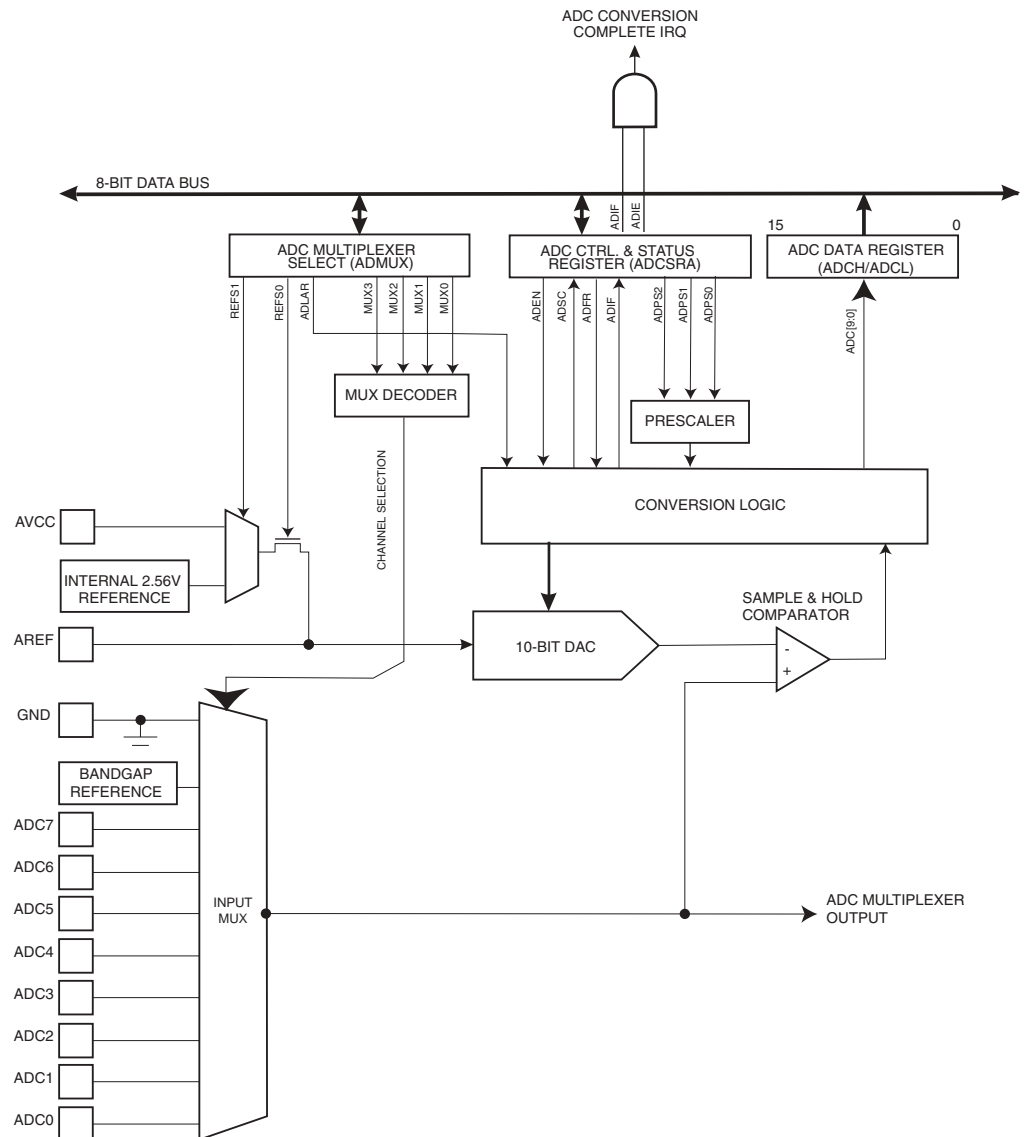 ADC CONVERSION
COMPLETE IRQ
8-BIT DATA BUS
ADIF
ADIE
15
0
ADC MULTIPLEXER
SELECT (ADMUX)
ADC CTRL. & STATUS
REGISTER (ADCSRA)
ADC DATA REGISTER
(ADCH/ADCL)
REFS1
REFS0
ADLAR
MUX3
MUX2
MUX1
MUX0
ADEN
ADSC
ADFR
ADIF
ADPS2
ADPS1
ADPS0
ADC[9:0]
MUX DECODER
PRESCALER
CHANNEL SELECTION
CONVERSION LOGIC
AVCC
INTERNAL 2.56V
REFERENCE
SAMPLE & HOLD
COMPARATOR
AREF
10-BIT DAC
-
+
GND
BANDGAP
REFERENCE
ADC7
ADC6
ADC5
INPUT
MUX
ADC MULTIPLEXER
OUTPUT
ADC4
ADC3
ADC2
ADC1
ADC0